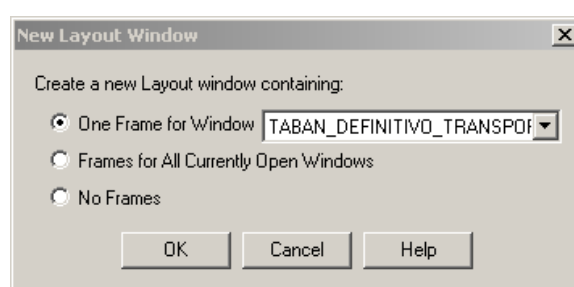 New Layout Window
Create a new Layout window containing:
One Frame for Window TABAN_DEFINITIVO_TRANSPOF
Frames for All Currently Open Windows
No Frames
OK Cancel Help